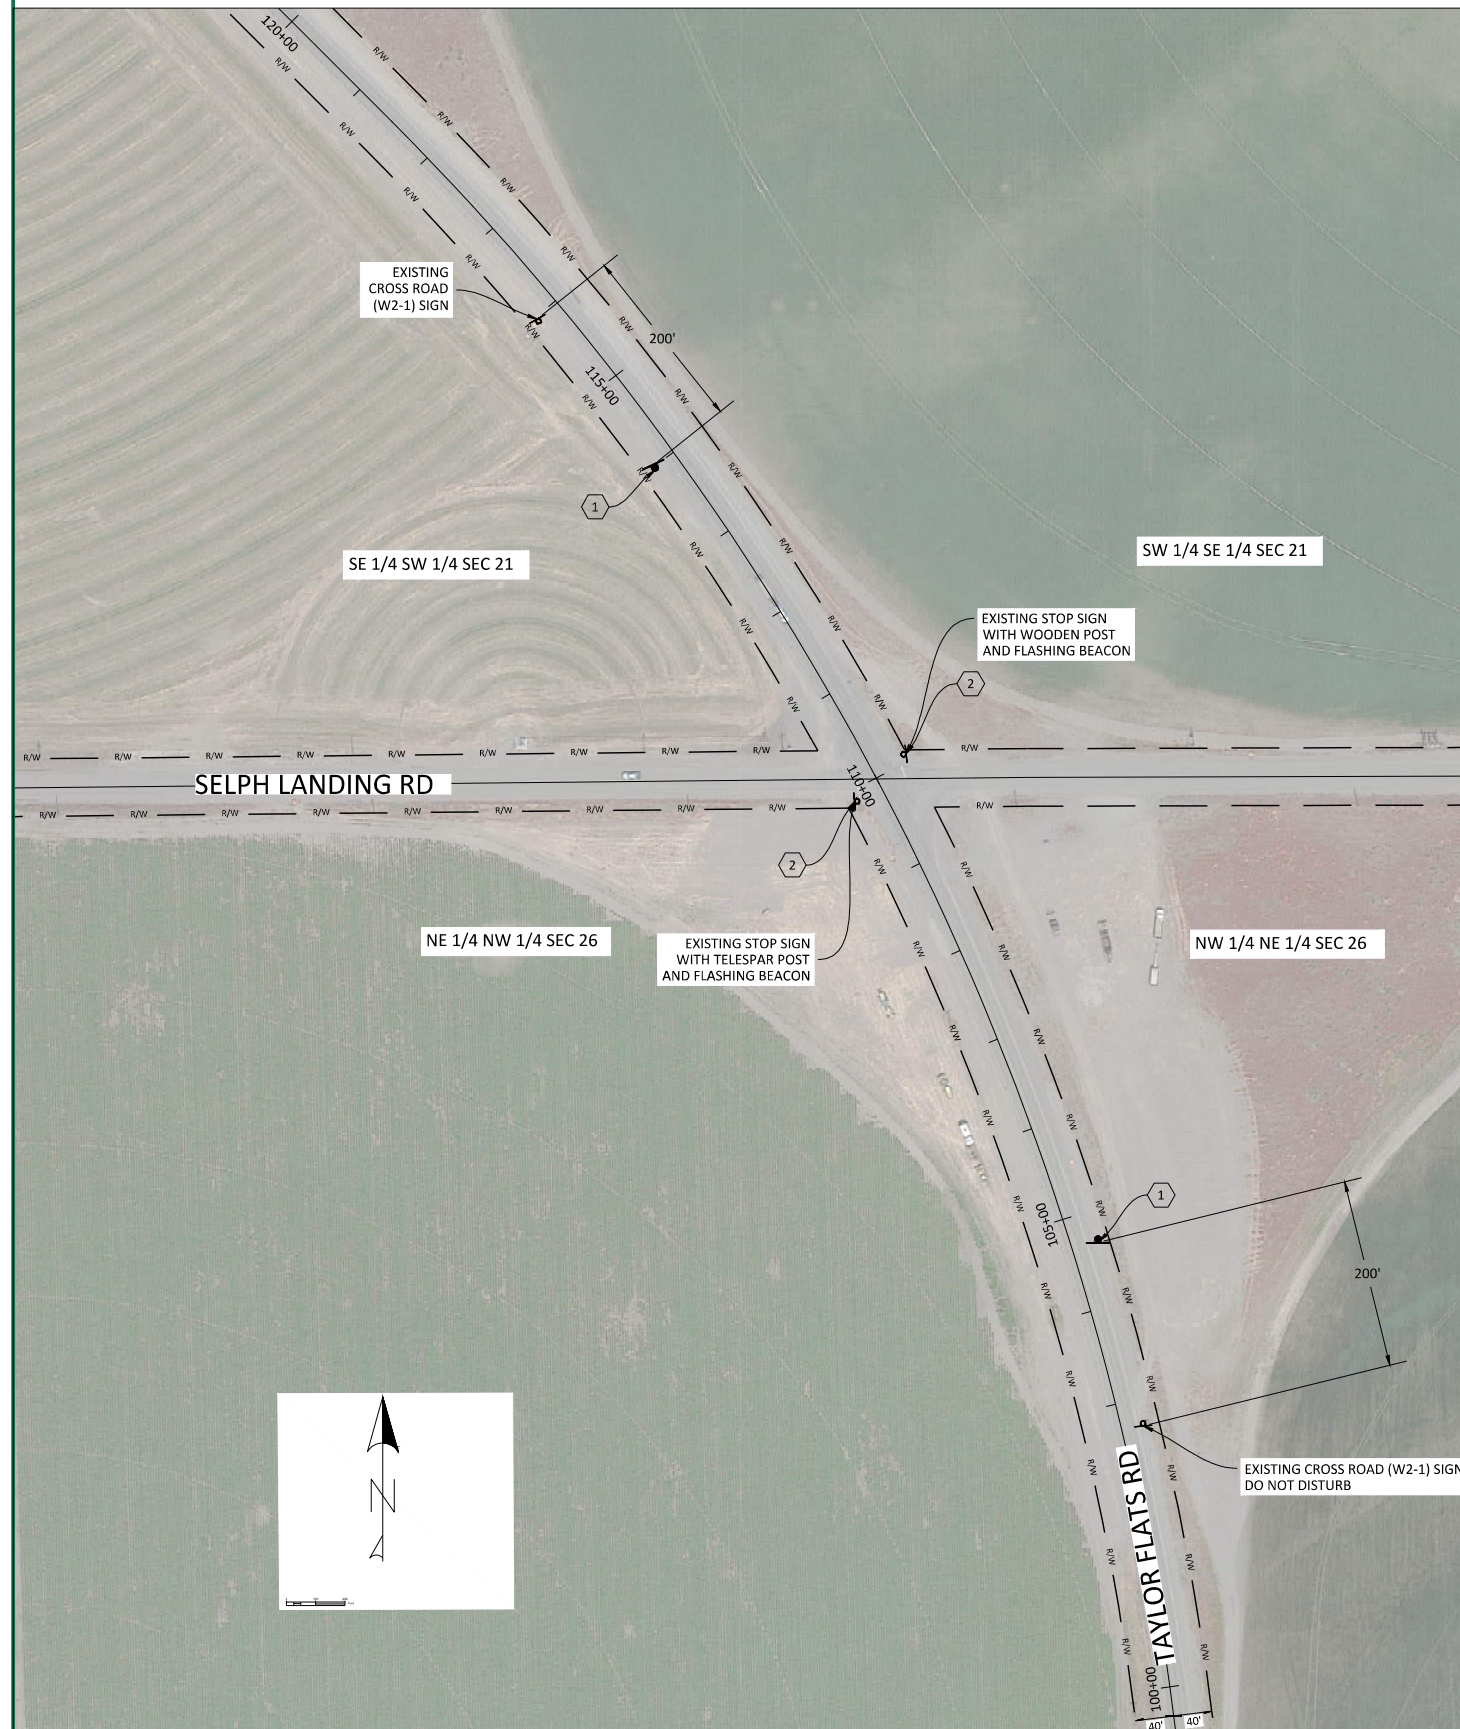 120+00
EXISTING
CROSS ROAD
(W2-1) SIGN
200'
115+00
1
SE 1/4 SW 1/4 SEC 21
SW 1/4 SE 1/4 SEC 21
EXISTING STOP SIGN
WITH WOODEN POST
AND FLASHING BEACON
2
R/W R/W R/W R/W R/W R/W R/W R/W R/W R/W
SELPH LANDING RD
110+00
R/W R/W R/W R/W R/W R/W R/W R/W R/W R/W
2
NE 1/4 NW 1/4 SEC 26
EXISTING STOP SIGN
WITH TELESPAR POST
AND FLASHING BEACON
NW 1/4 NE 1/4 SEC 26
105+00
1
200'
N
EXISTING CROSS ROAD (W2-1) SIGN
DO NOT DISTURB
TAYLOR FLATS RD
100+00
40' 40'
R/W R/W R/W R/W R/W R/W R/W R/W R/W R/W
R/W R/W R/W R/W R/W R/W R/W R/W R/W R/W
R/W R/W R/W R/W R/W R/W R/W R/W R/W
R/W R/W R/W R/W R/W R/W R/W R/W R/W